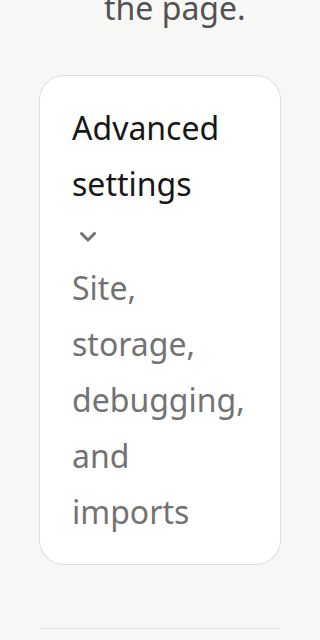 the page.
Advanced
settings
Site,
storage,
debugging,
and
imports